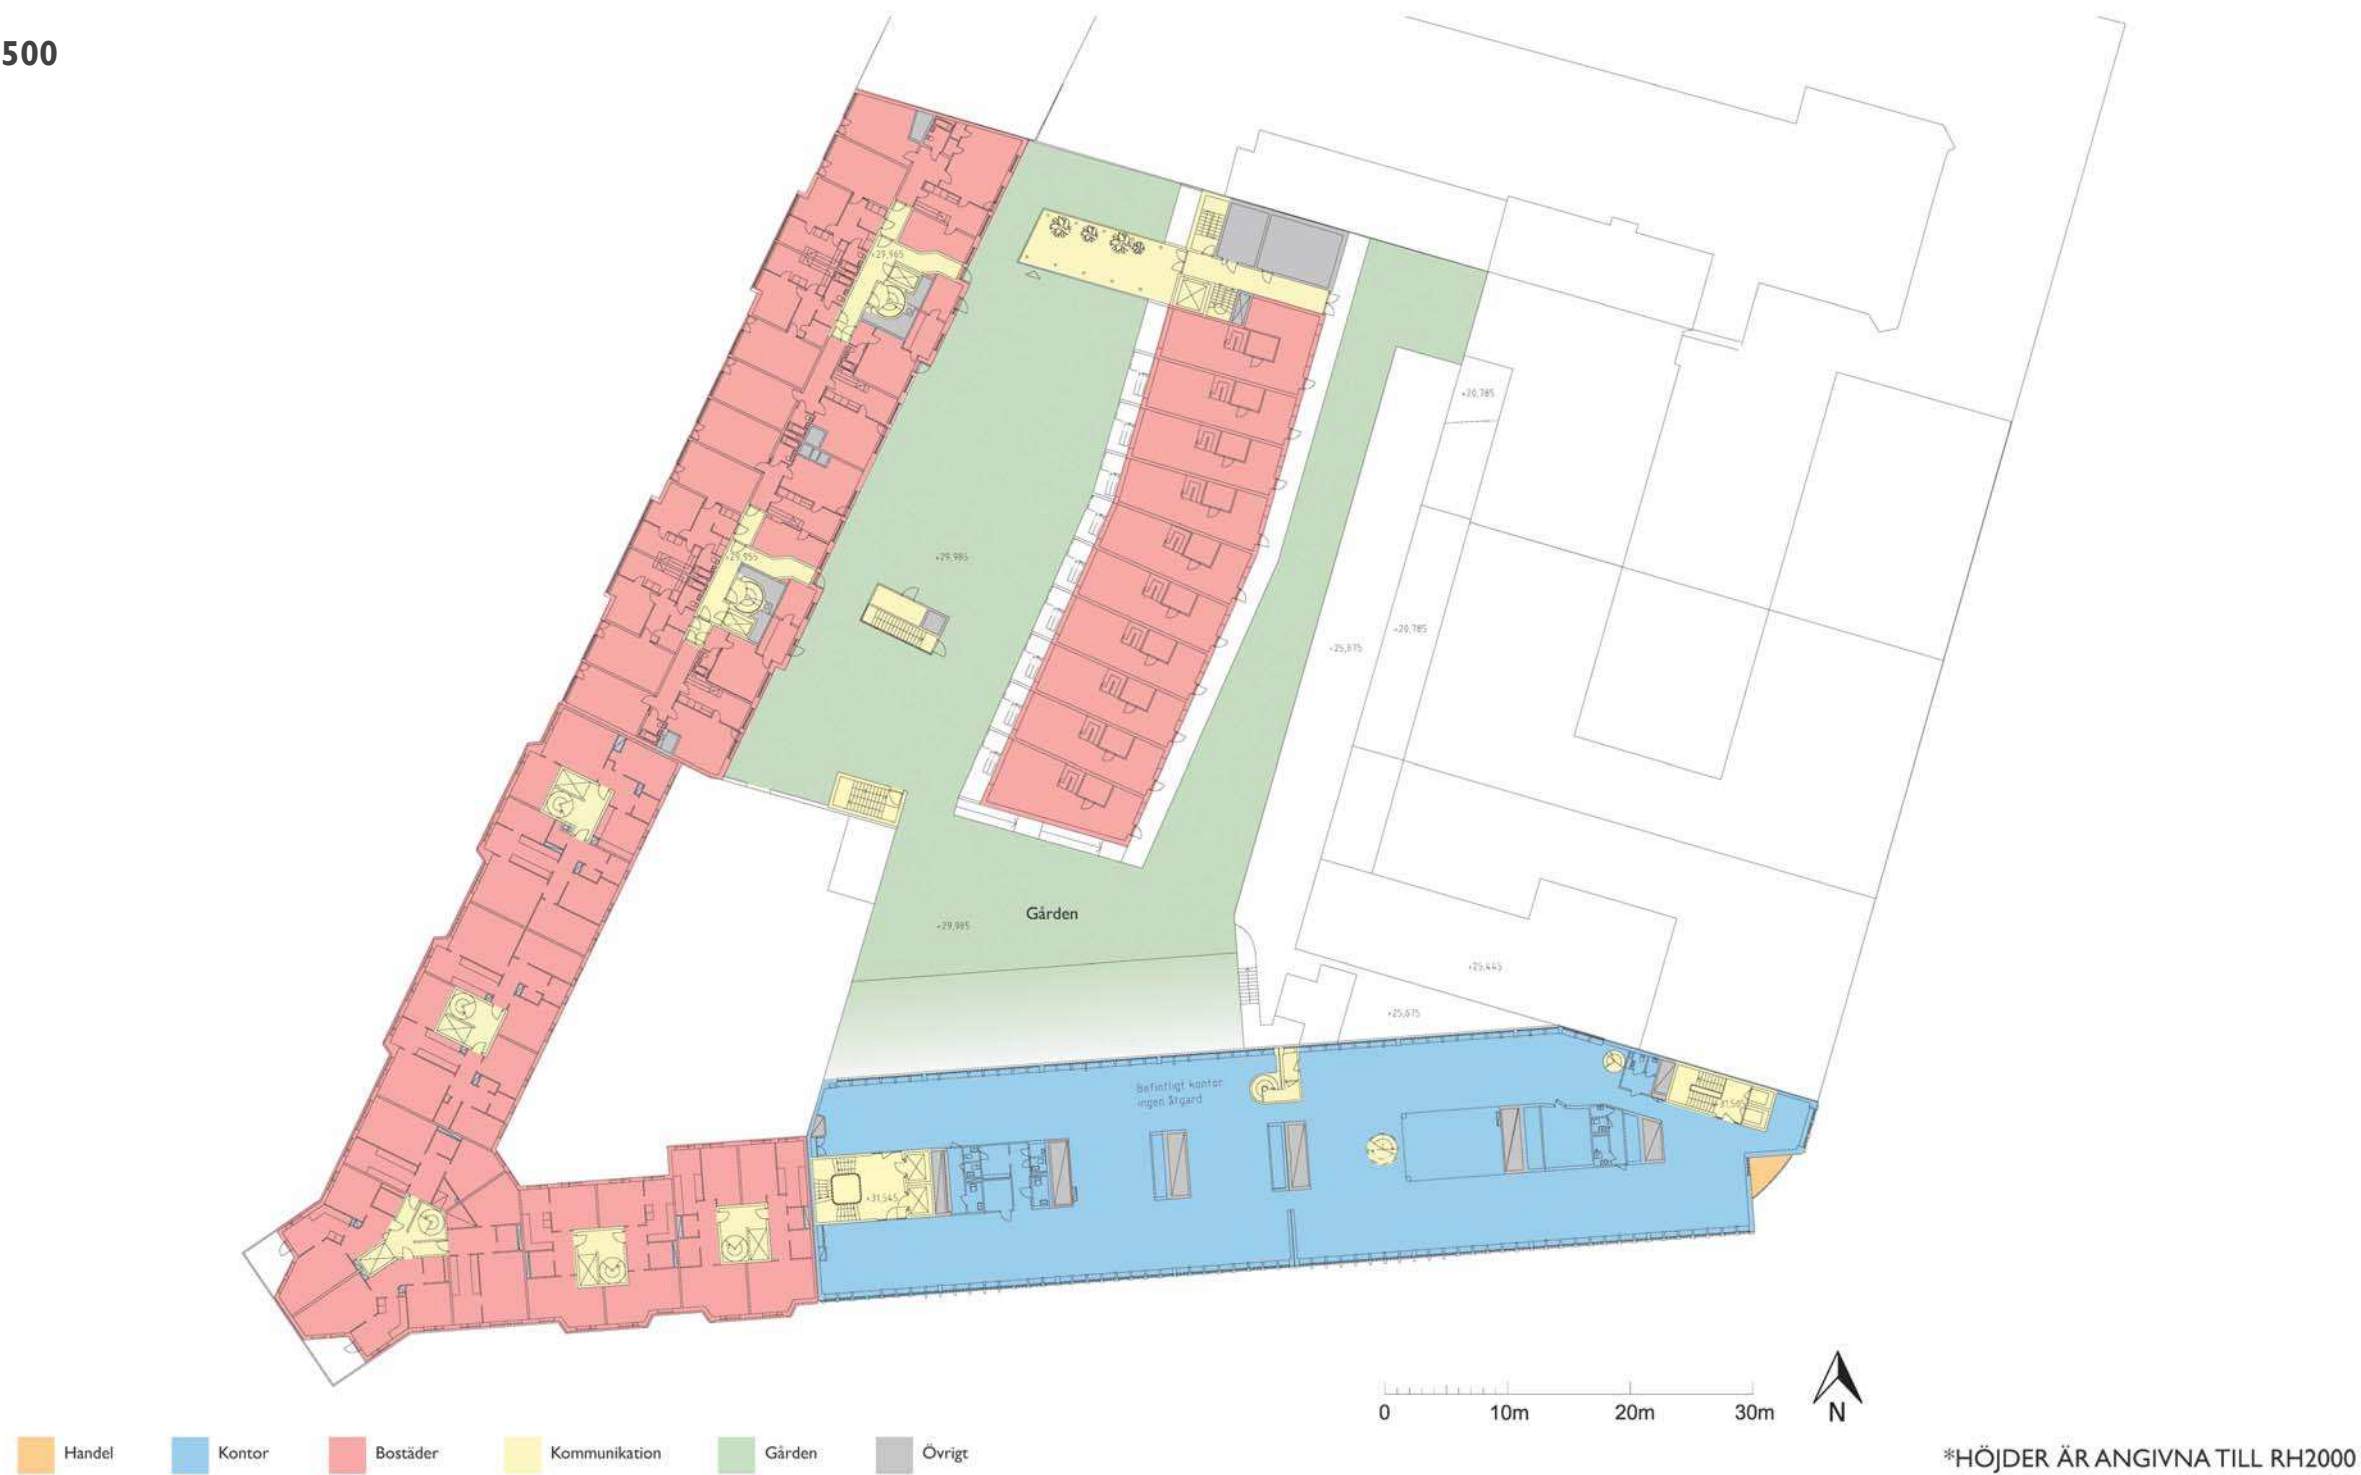 500
+29,965
+20,785
+29,955
+29,985
+20,785
+25,675
Gården
+29,985
+25,445
+25,675
Befintligt kontor
ingen åtgärd
+31,545
0 10m 20m 30m
N
Handel Kontor Bostäder Kommunikation Gården Övrigt
*HÖJDER ÄR ANGIVNA TILL RH2000